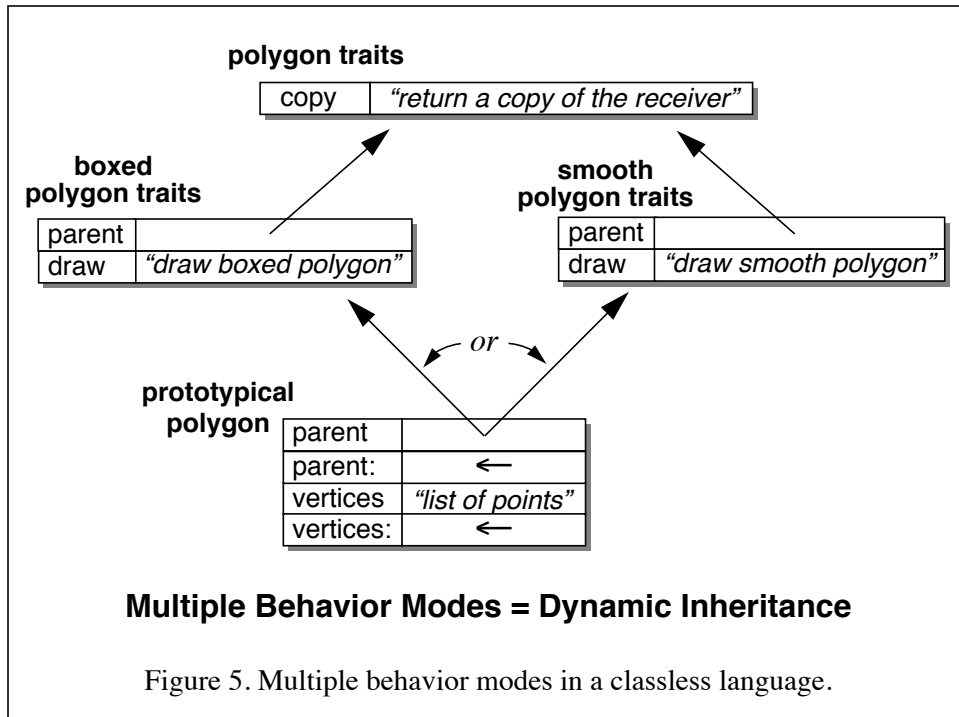 polygon traits
copy “return a copy of the receiver”
boxed
polygon traits
parent
draw “draw boxed polygon”
smooth
polygon traits
parent
draw “draw smooth polygon”
or
prototypical
polygon
parent
parent: ←
vertices “list of points”
vertices: ←
Multiple Behavior Modes = Dynamic Inheritance
Figure 5. Multiple behavior modes in a classless language.